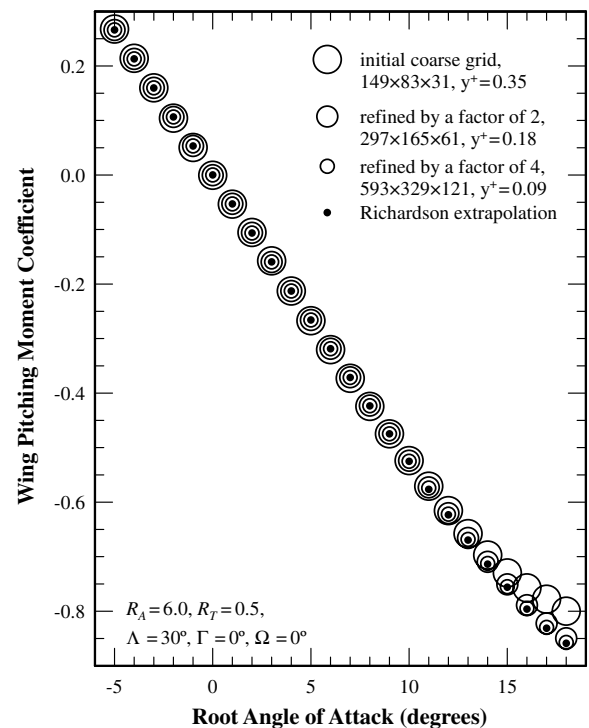 0.2
0.0
-0.2
-0.4
-0.6
-0.8
Wing Pitching Moment Coefficient
initial coarse grid,
149×83×31, y⁺=0.35
refined by a factor of 2,
297×165×61, y⁺=0.18
refined by a factor of 4,
593×329×121, y⁺=0.09
Richardson extrapolation
R_A=6.0, R_T=0.5,
Λ=30º, Γ=0º, Ω=0º
-5 0 5 10 15
Root Angle of Attack (degrees)